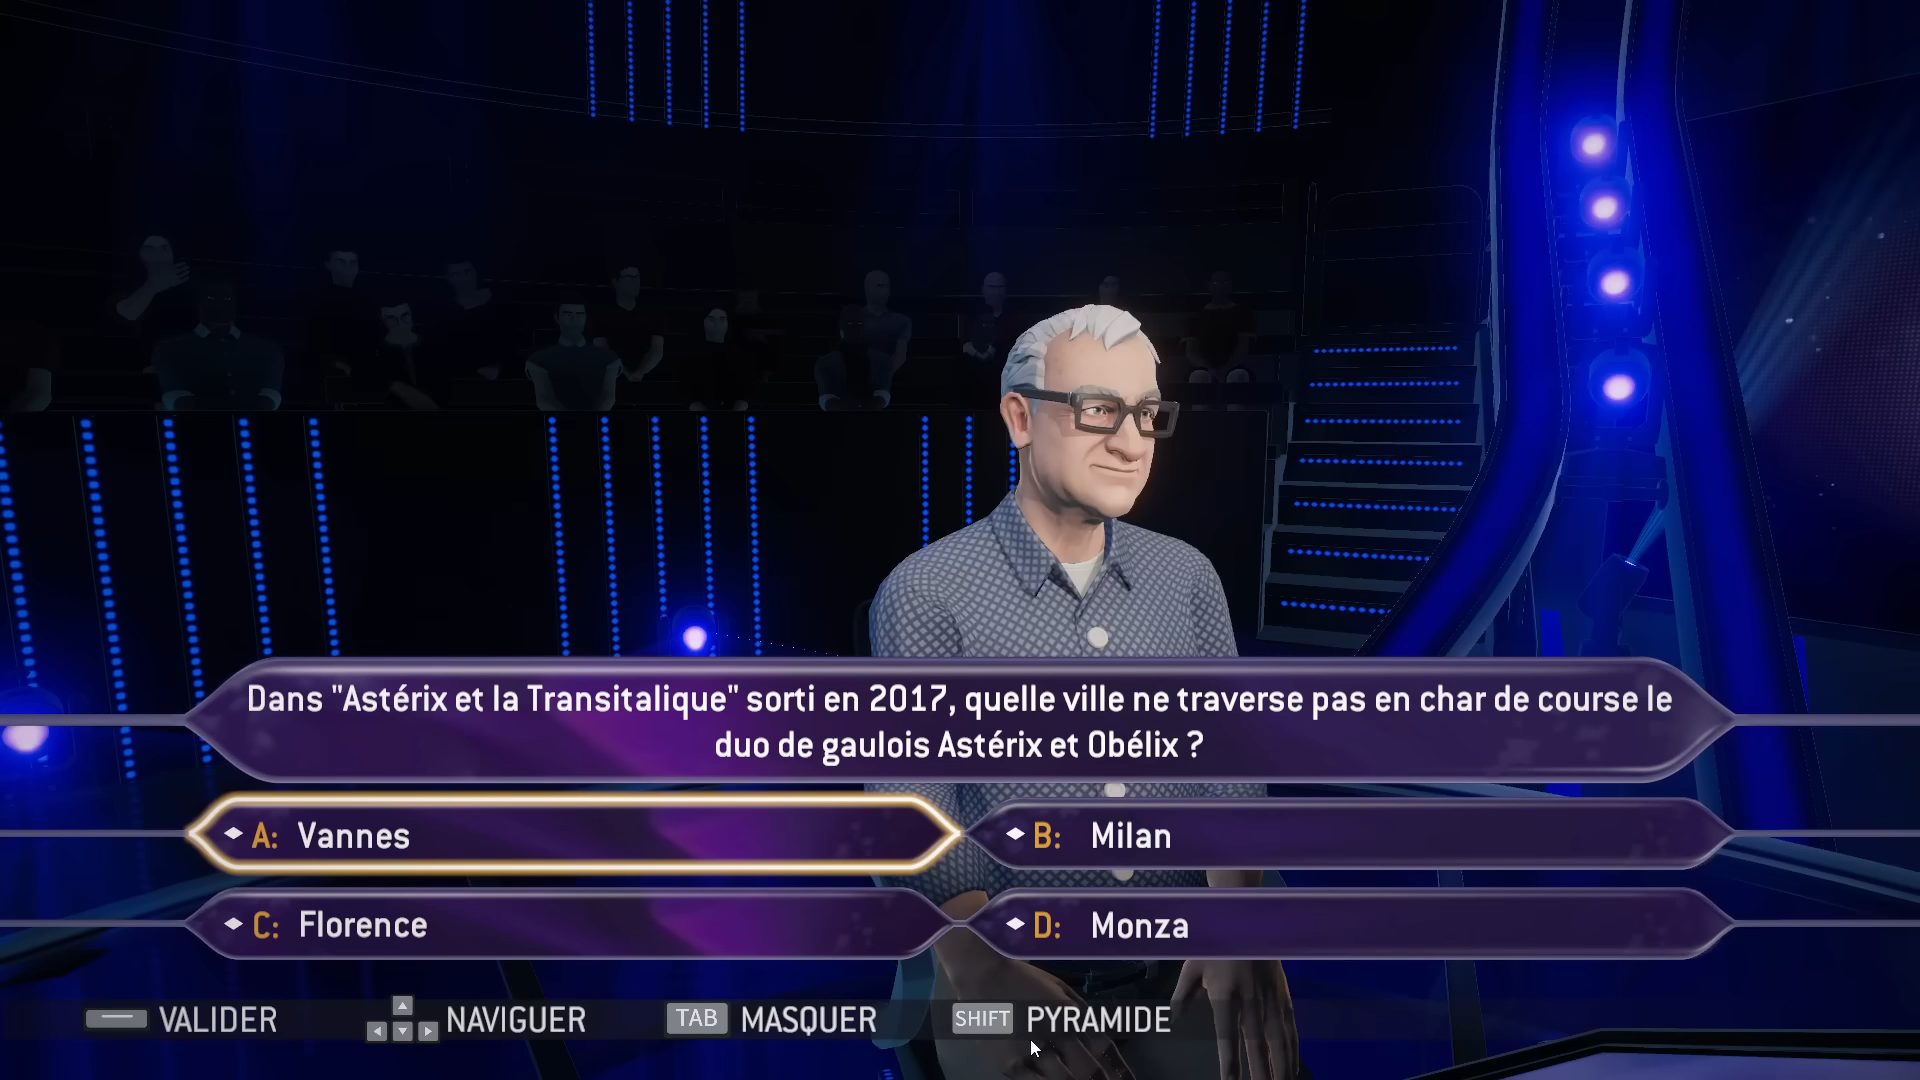 Dans "Astérix et la Transitalique" sorti en 2017, quelle ville ne traverse pas en char de course le
duo de gaulois Astérix et Obélix ?
A: Vannes
B: Milan
C: Florence
D: Monza
VALIDER NAVIGUER TAB MASQUER SHIFT PYRAMIDE